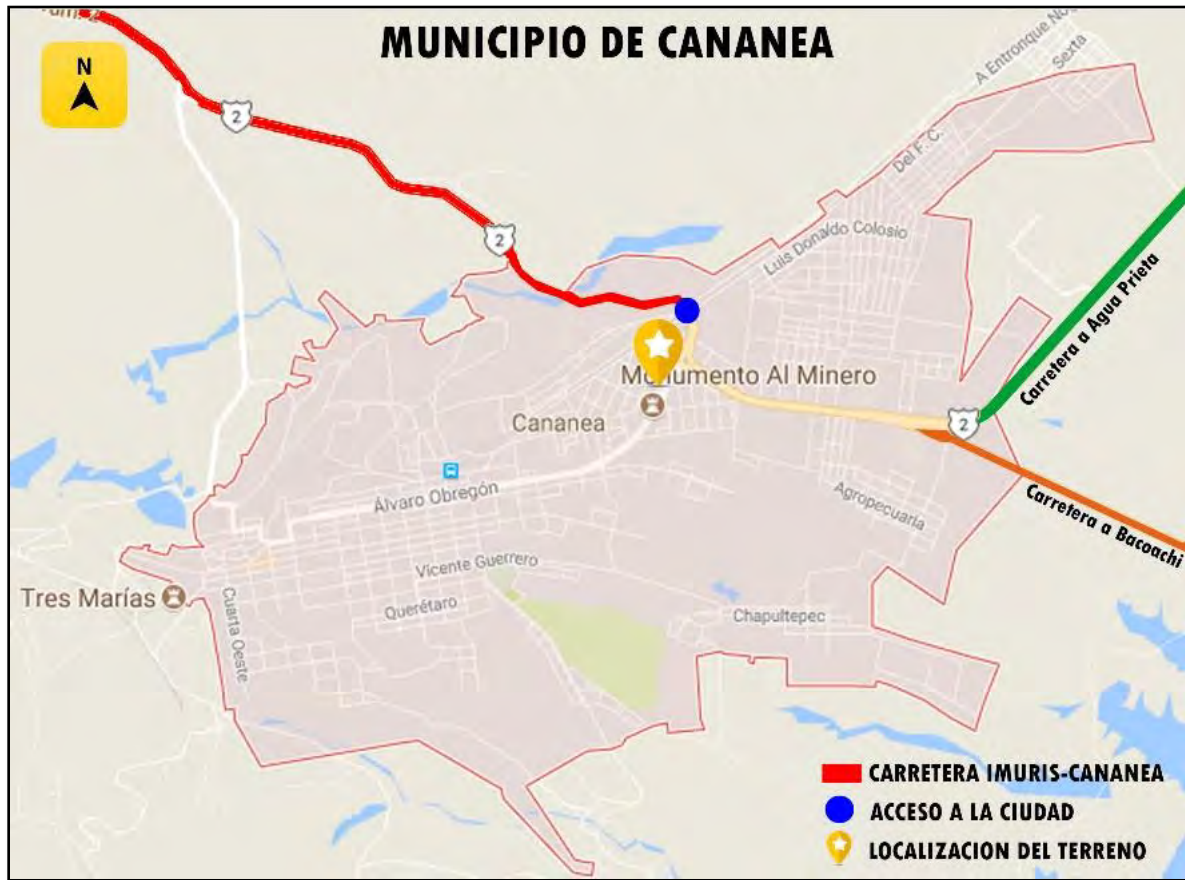 MUNICIPIO DE CANANEA
N
2
2
A Entronque
Sexta
Del F. C.
Luis Donaldo Colosio
Carretera a Agua Prieta
Monumento Al Minero
Cananea
2
Álvaro Obregón
Agropecuaria
Carretera a Bacoachi
Vicente Guerrero
Tres Marías
Querétaro
Cuarta Oeste
Chapultepec
CARRETERA IMURIS-CANANEA
ACCESO A LA CIUDAD
LOCALIZACION DEL TERRENO